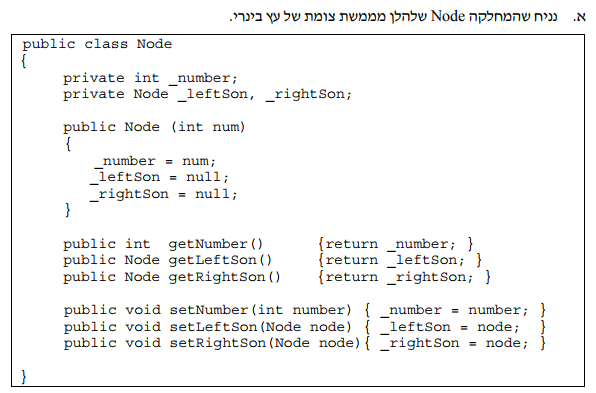 א. נניח שהמחלקה Node שלהלן מממשת צומת של עץ בינרי.
public class Node
{
private int _number;
private Node _leftSon, _rightSon;
public Node (int num)
{
_number = num;
_leftSon = null;
_rightSon = null;
}
public int getNumber() {return _number; }
public Node getLeftSon() {return _leftSon; }
public Node getRightSon() {return _rightSon; }
public void setNumber(int number) { _number = number; }
public void setLeftSon(Node node) { _leftSon = node; }
public void setRightSon(Node node){ _rightSon = node; }
}